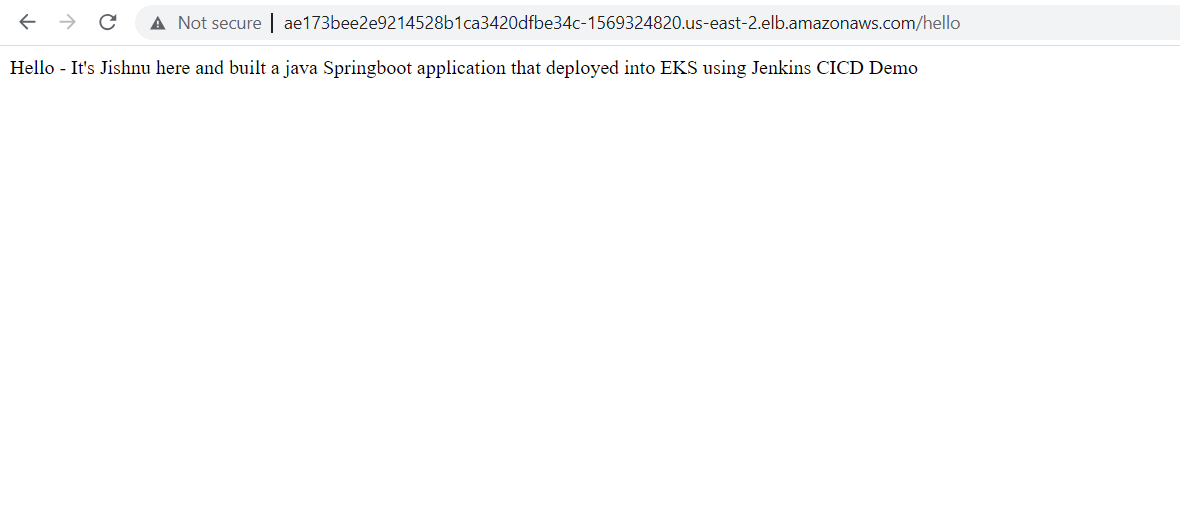 Not secure | ae173bee2e9214528b1ca3420dfbe34c-1569324820.us-east-2.elb.amazonaws.com/hello
Hello - It's Jishnu here and built a java Springboot application that deployed into EKS using Jenkins CICD Demo